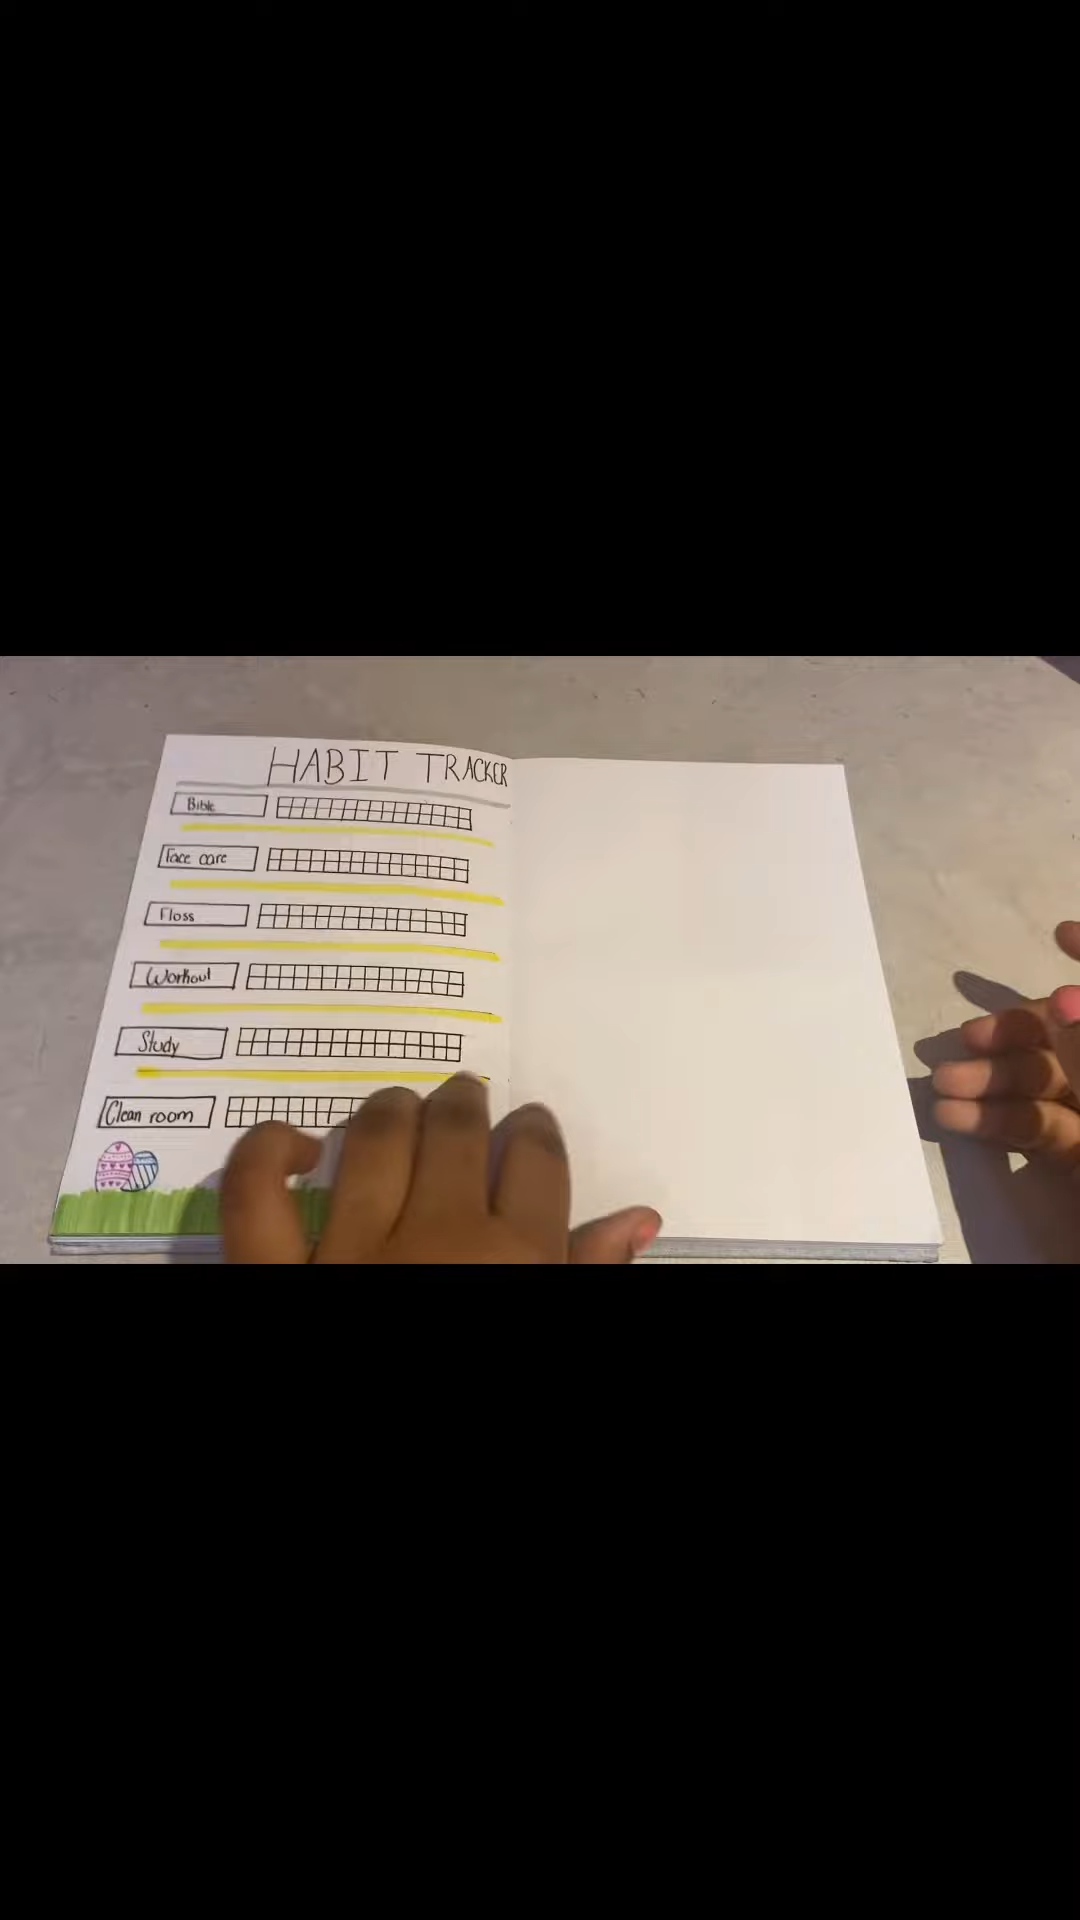 HABIT TRACKER
Bible
Face care
Floss
Workout
Study
Clean room